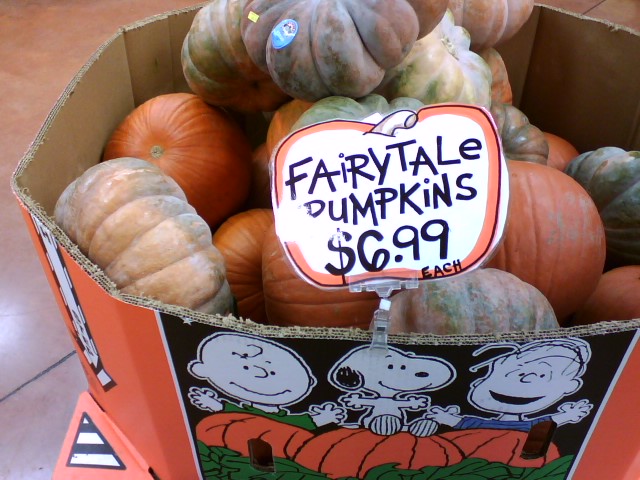 FAiRYTALe
PUMPKiNS
$6.99
EACH